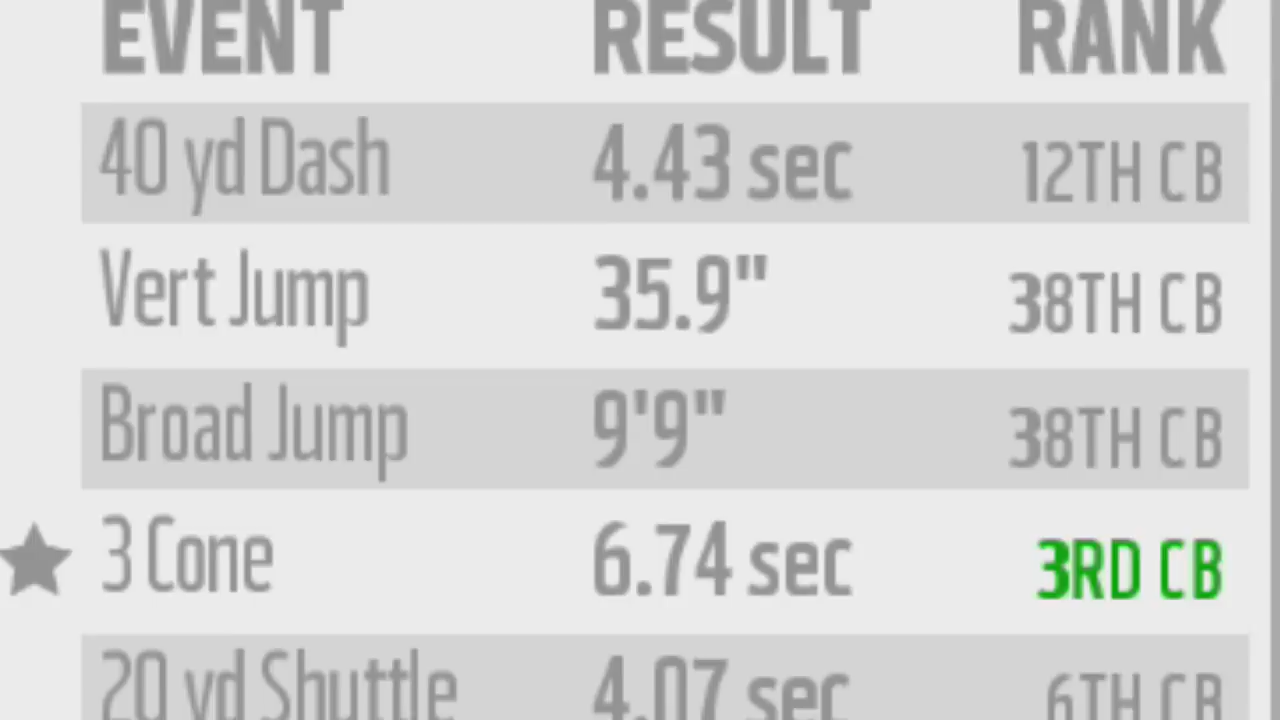 EVENT RESULT RANK
40 yd Dash 4.43 sec 12TH CB
Vert Jump 35.9" 38TH CB
Broad Jump 9'9" 38TH CB
3 Cone 6.74 sec 3RD CB
20 yd Shuttle 4.07 sec 6TH CB